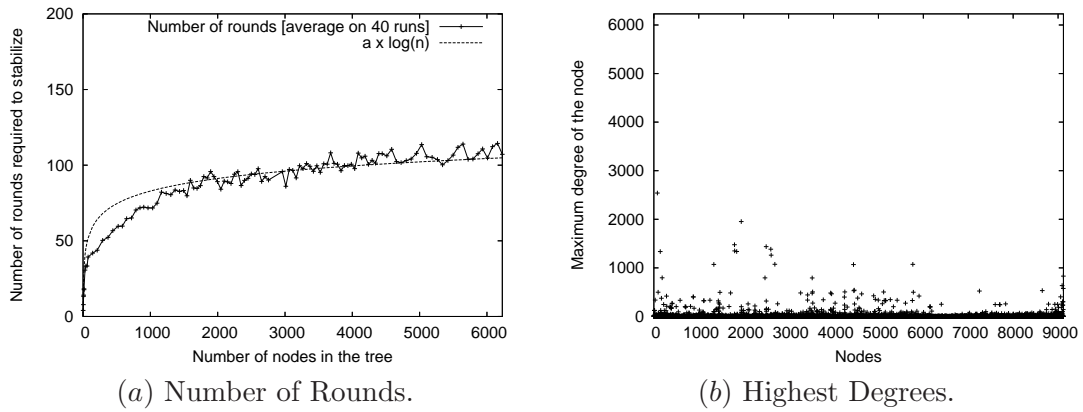 200
150
100
50
0
Number of rounds required to stabilize
Number of rounds [average on 40 runs]
a x log(n)
0 1000 2000 3000 4000 5000 6000
Number of nodes in the tree
(a) Number of Rounds.
6000
5000
4000
3000
2000
1000
0
Maximum degree of the node
0 1000 2000 3000 4000 5000 6000 7000 8000 9000
Nodes
(b) Highest Degrees.